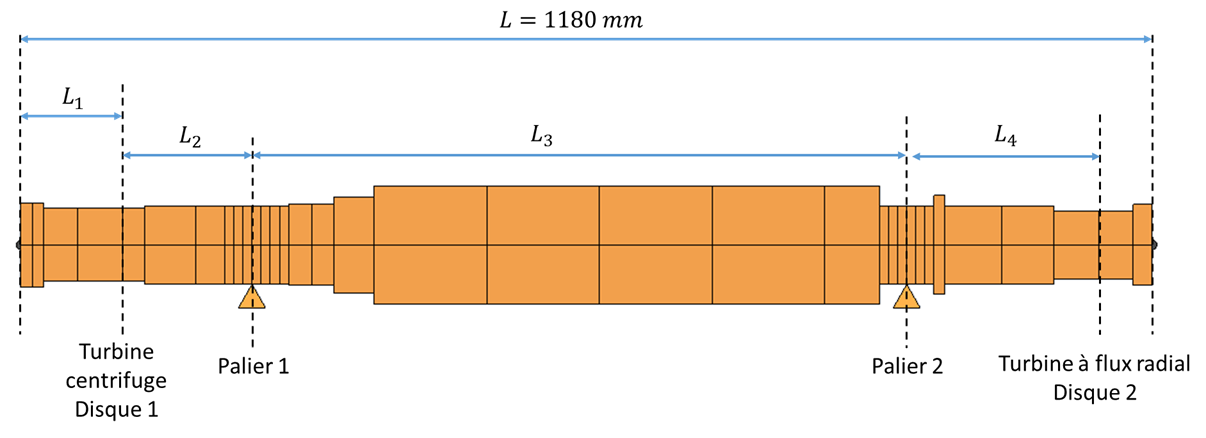 L = 1180 mm
L₁
L₂
L₃
L₄
Turbine
centrifuge
Disque 1
Palier 1
Palier 2
Turbine à flux radial
Disque 2